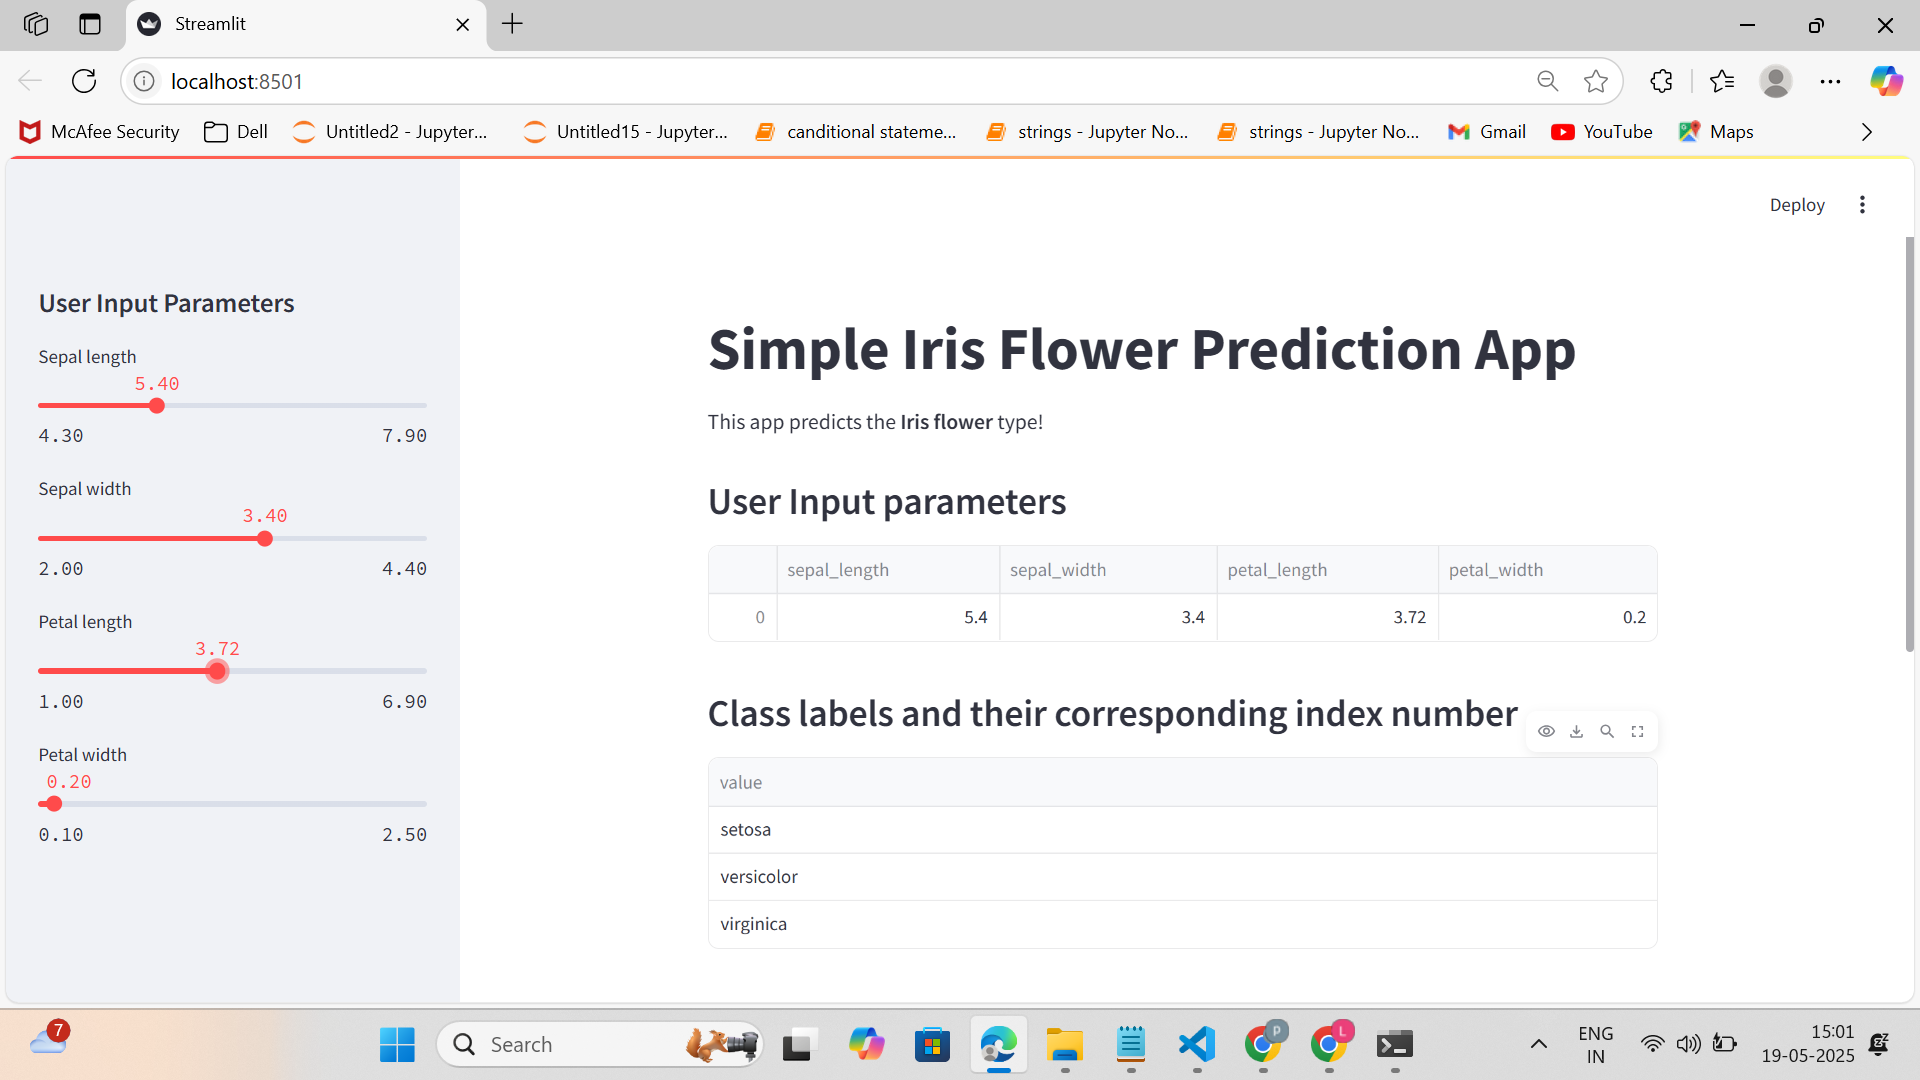 Streamlit
localhost:8501
McAfee Security
Dell
Untitled2 - Jupyter...
Untitled15 - Jupyter...
canditional stateme...
strings - Jupyter No...
strings - Jupyter No...
Gmail
YouTube
Maps
Deploy
User Input Parameters
Sepal length
5.40
4.30 7.90
Sepal width
3.40
2.00 4.40
Petal length
3.72
1.00 6.90
Petal width
0.20
0.10 2.50
Simple Iris Flower Prediction App
This app predicts the Iris flower type!
User Input parameters
sepal_length sepal_width petal_length petal_width
0 5.4 3.4 3.72 0.2
Class labels and their corresponding index number
value
setosa
versicolor
virginica
7
Search
P
L
ENG
IN
15:01
19-05-2025